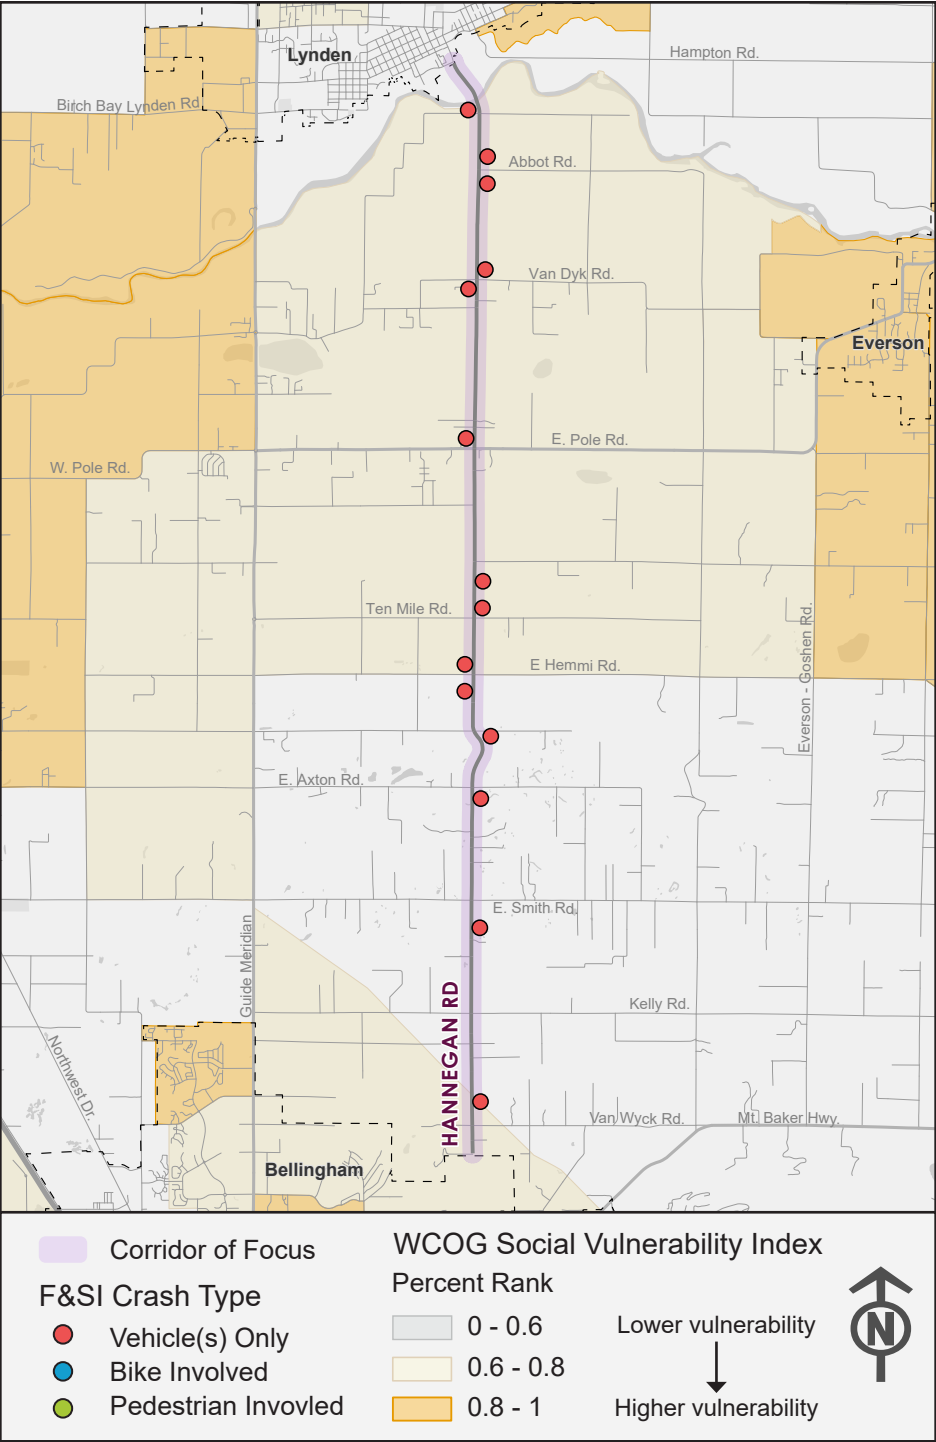 Lynden
Hampton Rd.
Birch Bay Lynden Rd.
Abbot Rd.
Van Dyk Rd.
Everson
E. Pole Rd.
W. Pole Rd.
Ten Mile Rd.
E Hemmi Rd.
Everson - Goshen Rd.
E. Axton Rd.
E. Smith Rd.
Guide Meridian
Kelly Rd.
HANNEGAN RD
Northwest Dr.
Van Wyck Rd.
Mt. Baker Hwy.
Bellingham
Corridor of Focus
F&SI Crash Type
Vehicle(s) Only
Bike Involved
Pedestrian Invovled
WCOG Social Vulnerability Index
Percent Rank
0 - 0.6
0.6 - 0.8
0.8 - 1
Lower vulnerability
Higher vulnerability
N